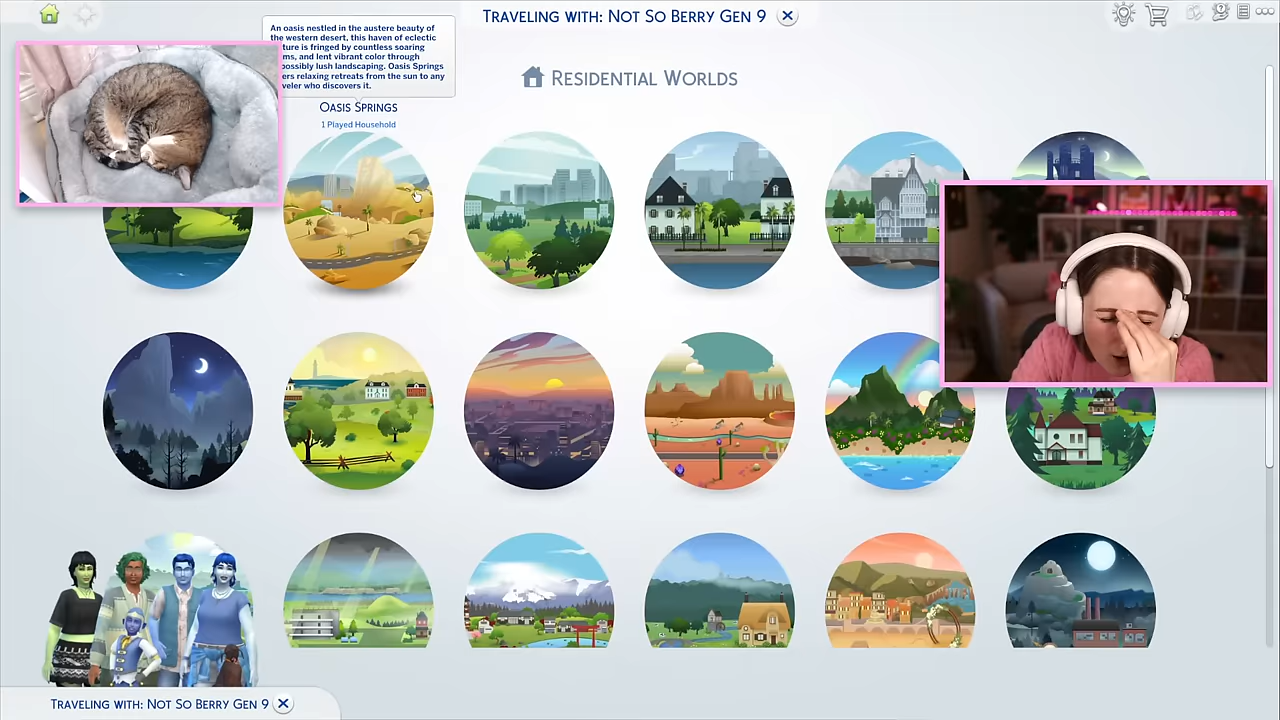 Traveling with: Not So Berry Gen 9
An oasis nestled in the austere beauty of
the western desert, this haven of eclectic
is fringed by countless soaring
and lent vibrant color through
lush landscaping. Oasis Springs
relaxing retreats from the sun to any
who discovers it.
Residential Worlds
Oasis Springs
1 Played Household
Traveling with: Not So Berry Gen 9